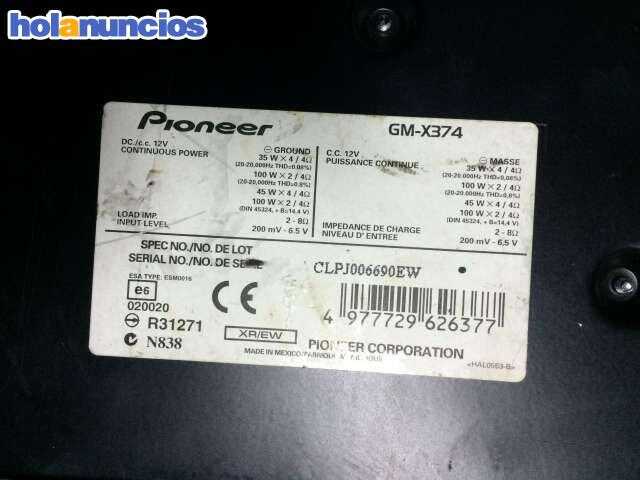 holanuncios
Pioneer
GM-X374
DC./c.c. 12V
⊖ GROUND
CONTINUOUS POWER
35 W × 4 / 4Ω
(20-20,000Hz THD=0.08%)
100 W × 2 / 4Ω
(20-20,000Hz THD=0.8%)
45 W × 4 / 4Ω
100 W × 2 / 4Ω
(DIN 45324, + B=14,4 V)
LOAD IMP.
2 - 8Ω
INPUT LEVEL
200 mV - 6.5 V
C.C. 12V
⊖ MASSE
PUISSANCE CONTINUE
35 W × 4 / 4Ω
(20-20,000Hz THD=0,08%)
100 W × 2 / 4Ω
(20-20,000Hz THD=0,8%)
45 W × 4 / 4Ω
100 W × 2 / 4Ω
(DIN 45324, + B=14,4 V)
IMPEDANCE DE CHARGE
2 - 8Ω
NIVEAU D'ENTREE
200 mV - 6,5 V
SPEC NO./NO. DE LOT
SERIAL NO./NO. DE SERIE
CLPJ006690EW
ESA TYPE: ESM0016
e6
020020
CE
R31271
N838
XR/EW
4 977729 626377
PIONEER CORPORATION
MADE IN MEXICO/
<HAL0563-B>